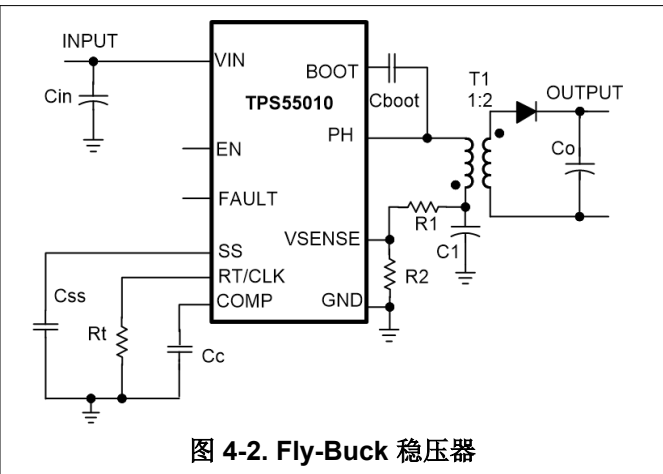 INPUT
VIN
Cin
TPS55010
BOOT
Cboot
T1
1:2
OUTPUT
PH
Co
EN
FAULT
R1
VSENSE
C1
SS
RT/CLK
R2
Css
COMP
GND
Rt
Cc
图 4-2. Fly-Buck 稳压器